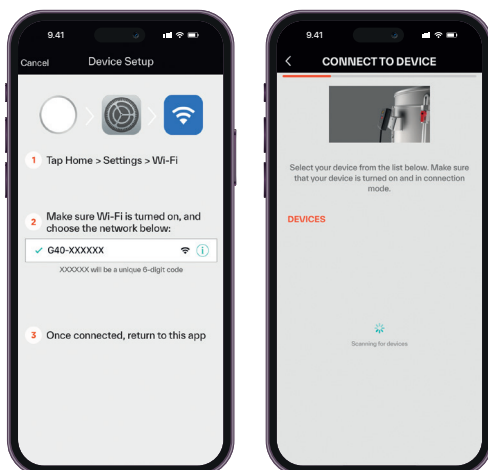 9.41
Cancel
Device Setup
1 Tap Home > Settings > Wi-Fi
2 Make sure Wi-Fi is turned on, and
choose the network below:
G40-XXXXXX
XXXXXX will be a unique 6-digit code
3 Once connected, return to this app
9.41
CONNECT TO DEVICE
Select your device from the list below. Make sure
that your device is turned on and in connection
mode.
DEVICES
Scanning for devices